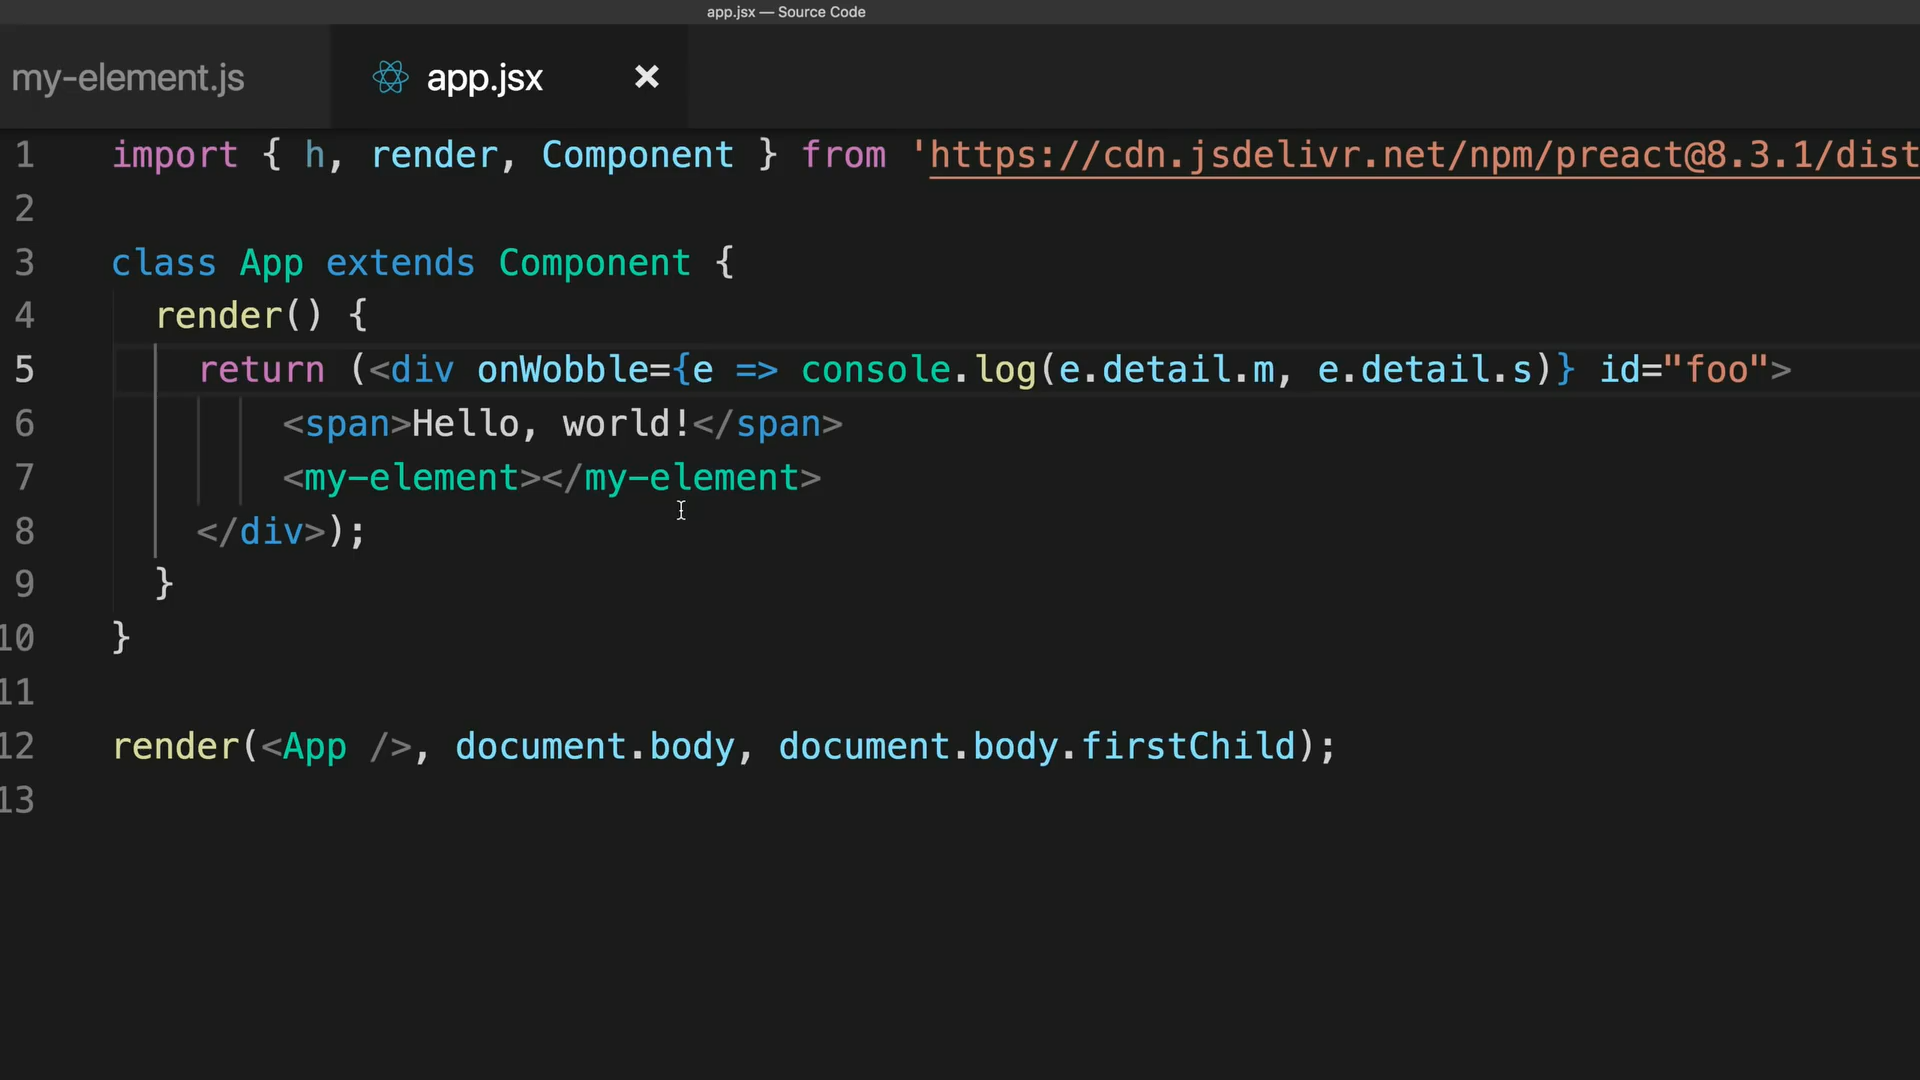 app.jsx — Source Code
my-element.js app.jsx
1 import { h, render, Component } from 'https://cdn.jsdelivr.net/npm/preact@8.3.1/dist
2
3 class App extends Component {
4 render() {
5 return (<div onWobble={e => console.log(e.detail.m, e.detail.s)} id="foo">
6 <span>Hello, world!</span>
7 <my-element></my-element>
8 </div>);
9 }
10 }
11
12 render(<App />, document.body, document.body.firstChild);
13